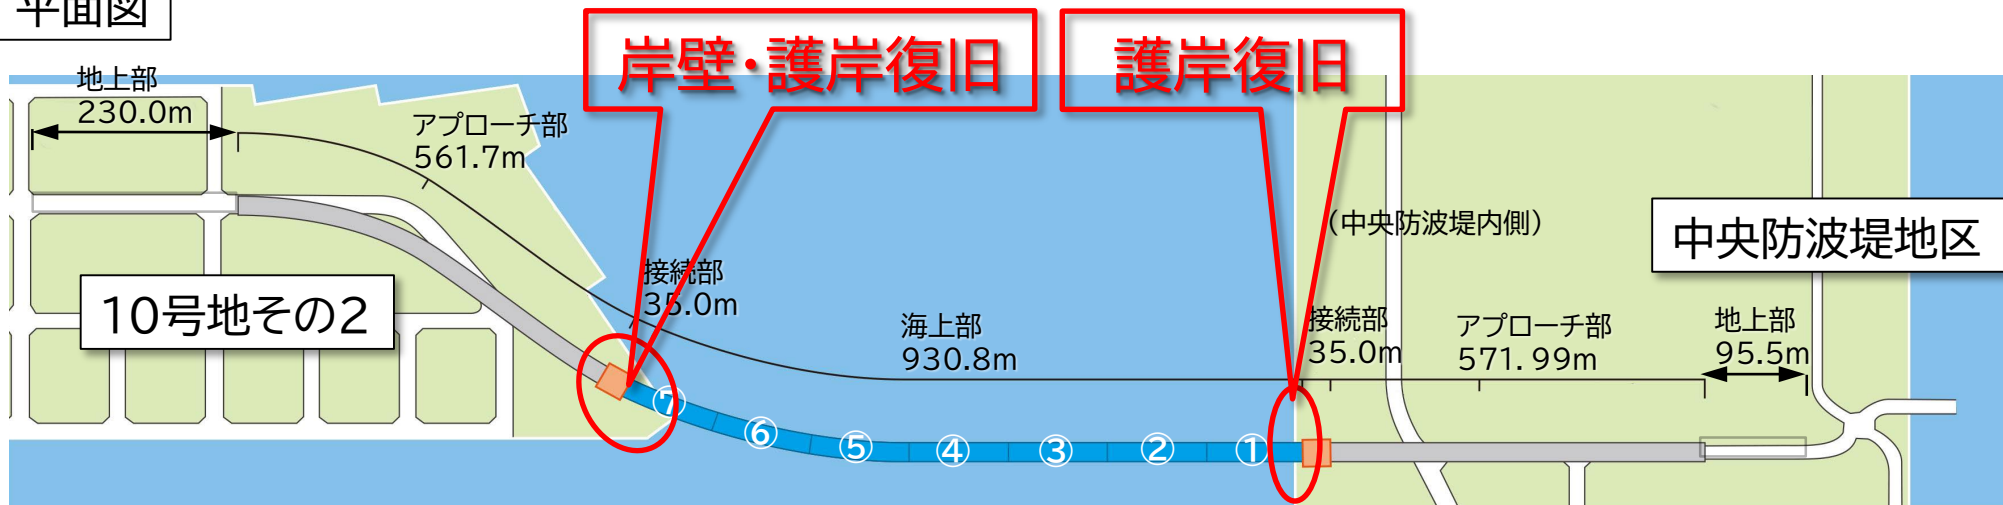 平面図
岸壁・護岸復旧
護岸復旧
地上部
230.0m
アプローチ部
561.7m
(中央防波堤内側)
中央防波堤地区
10号地その2
接続部
35.0m
海上部
930.8m
接続部
35.0m
アプローチ部
571.99m
地上部
95.5m
⑦
⑥
⑤
④
③
②
①